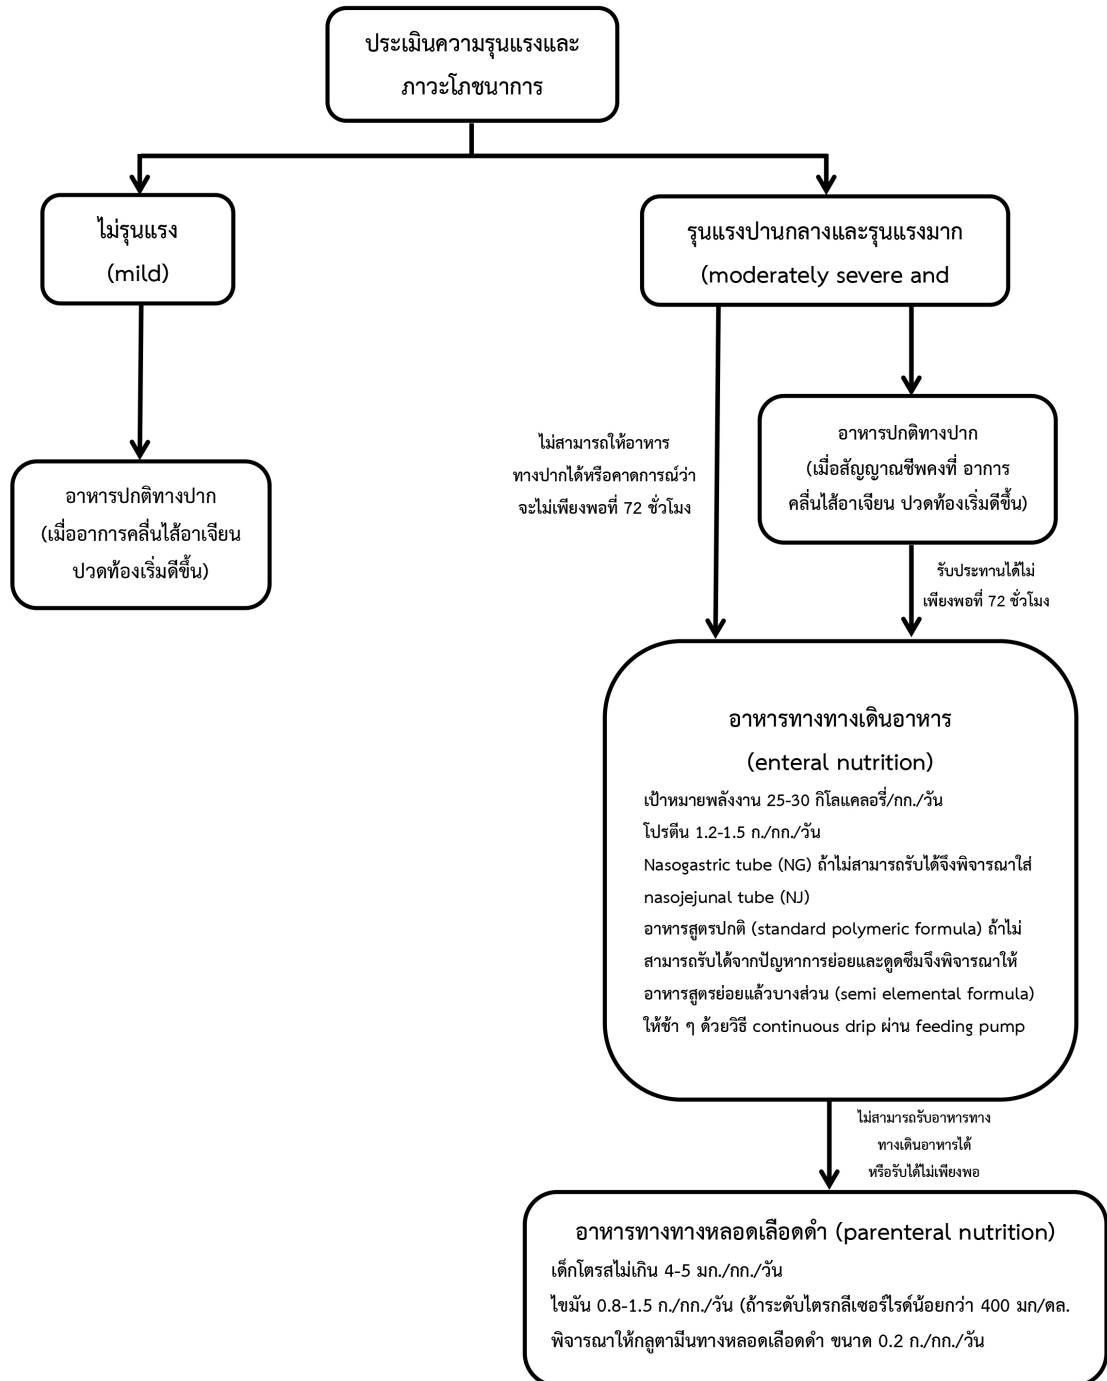 ประเมินความรุนแรงและ
ภาวะโภชนาการ
ไม่รุนแรง
(mild)
รุนแรงปานกลางและรุนแรงมาก
(moderately severe and
อาหารปกติทางปาก
(เมื่ออาการคลื่นไส้อาเจียน
ปวดท้องเริ่มดีขึ้น)
ไม่สามารถให้อาหาร
ทางปากได้หรือคาดการณ์ว่า
จะไม่เพียงพอที่ 72 ชั่วโมง
อาหารปกติทางปาก
(เมื่อสัญญาณชีพคงที่ อาการ
คลื่นไส้อาเจียน ปวดท้องเริ่มดีขึ้น)
รับประทานได้ไม่
เพียงพอที่ 72 ชั่วโมง
อาหารทางทางเดินอาหาร
(enteral nutrition)
เป้าหมายพลังงาน 25-30 กิโลแคลอรี่/กก./วัน
โปรตีน 1.2-1.5 ก./กก./วัน
Nasogastric tube (NG) ถ้าไม่สามารถรับได้จึงพิจารณาใส่
nasojejunal tube (NJ)
อาหารสูตรปกติ (standard polymeric formula) ถ้าไม่
สามารถรับได้จากปัญหาการย่อยและดูดซึมจึงพิจารณาให้
อาหารสูตรย่อยแล้วบางส่วน (semi elemental formula)
ให้ช้า ๆ ด้วยวิธี continuous drip ผ่าน feeding pump
ไม่สามารถรับอาหารทาง
ทางเดินอาหารได้
หรือรับได้ไม่เพียงพอ
อาหารทางทางหลอดเลือดดำ (parenteral nutrition)
เด็กโตรสไม่เกิน 4-5 มก./กก./วัน
ไขมัน 0.8-1.5 ก./กก./วัน (ถ้าระดับไตรกลีเซอร์ไรด์น้อยกว่า 400 มก/ดล.
พิจารณาให้กลูตามีนทางหลอดเลือดดำ ขนาด 0.2 ก./กก./วัน